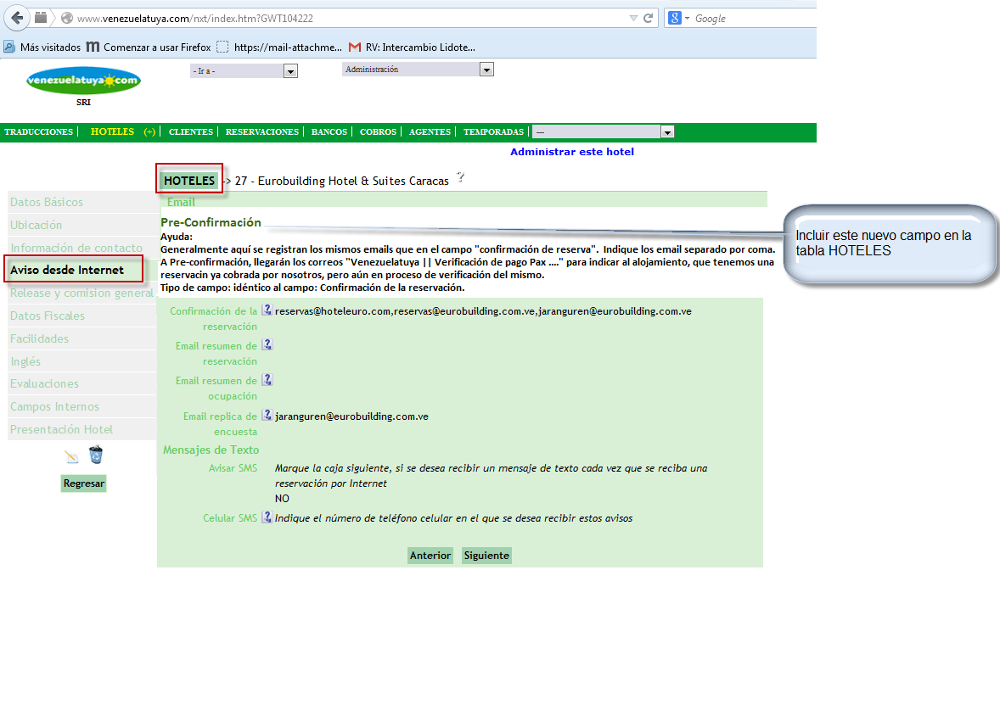 www.venezuelatuya.com/nxt/index.htm?GWT104222
Google
Más visitados
Comenzar a usar Firefox
https://mail-attachme...
RV: Intercambio Lidote...
venezuelatuya.com
SRI
- Ir a -
Administración
TRADUCCIONES | HOTELES (+) | CLIENTES | RESERVACIONES | BANCOS | COBROS | AGENTES | TEMPORADAS | ---
Administrar este hotel
HOTELES -> 27 - Eurobuilding Hotel & Suites Caracas ?
Datos Básicos
Ubicación
Información de contacto
Aviso desde Internet
Release y comision general
Datos Fiscales
Facilidades
Inglés
Evaluaciones
Campos Internos
Presentación Hotel
Regresar
Email
Pre-Confirmación
Ayuda:
Generalmente aquí se registran los mismos emails que en el campo "confirmación de reserva". Indique los email separado por coma.
A Pre-confirmación, llegarán los correos "Venezuelatuya || Verificación de pago Pax ...." para indicar al alojamiento, que tenemos una
reservacin ya cobrada por nosotros, pero aún en proceso de verificación del mismo.
Tipo de campo: idéntico al campo: Confirmación de la reservación.
Incluir este nuevo campo en la
tabla HOTELES
Confirmación de la ? reservas@hoteleuro.com,reservas@eurobuilding.com.ve,jaranguren@eurobuilding.com.ve
reservación
Email resumen de ?
reservación
Email resumen de ?
ocupación
Email replica de ? jaranguren@eurobuilding.com.ve
encuesta
Mensajes de Texto
Avisar SMS Marque la caja siguiente, si se desea recibir un mensaje de texto cada vez que se reciba una
reservación por Internet
NO
Celular SMS ? Indique el número de teléfono celular en el que se desea recibir estos avisos
Anterior Siguiente